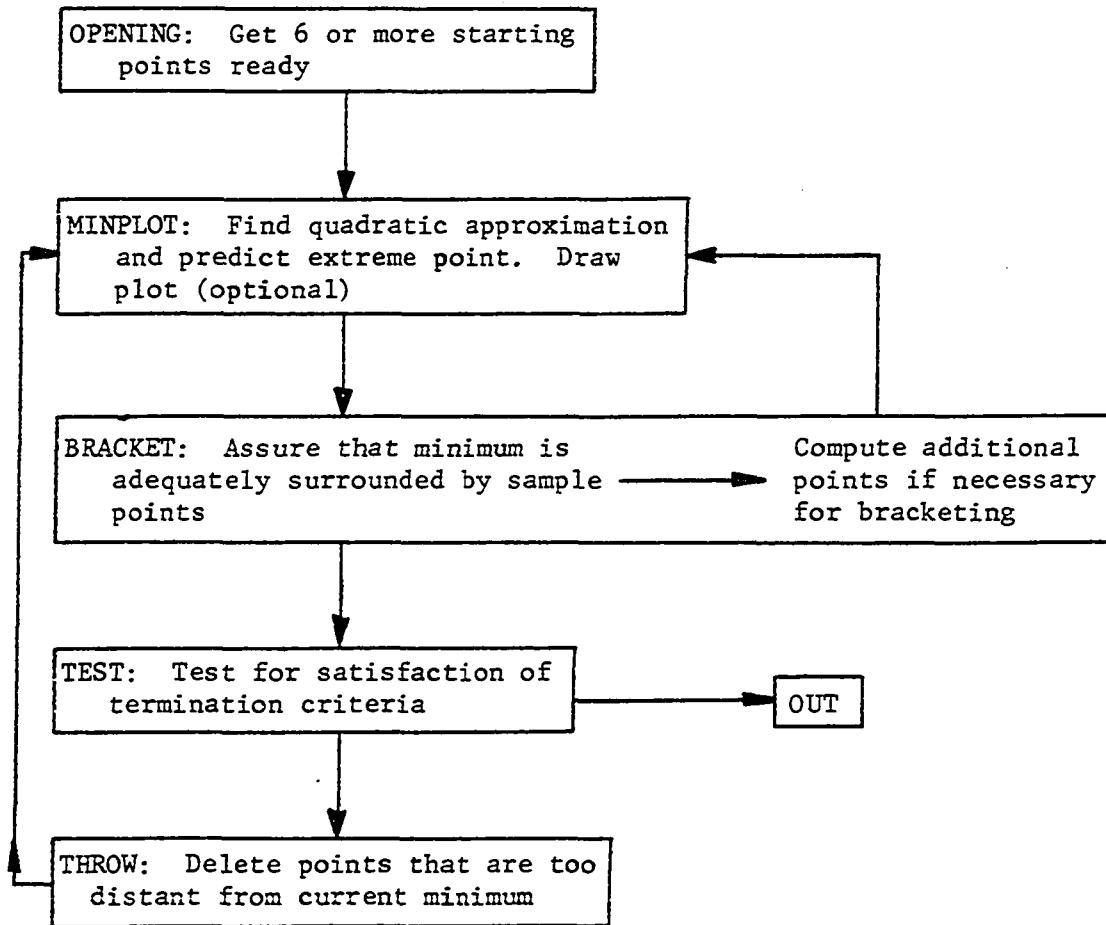 OPENING: Get 6 or more starting
points ready
MINPLOT: Find quadratic approximation
and predict extreme point. Draw
plot (optional)
BRACKET: Assure that minimum is
adequately surrounded by sample
points
Compute additional
points if necessary
for bracketing
TEST: Test for satisfaction of
termination criteria
OUT
THROW: Delete points that are too
distant from current minimum